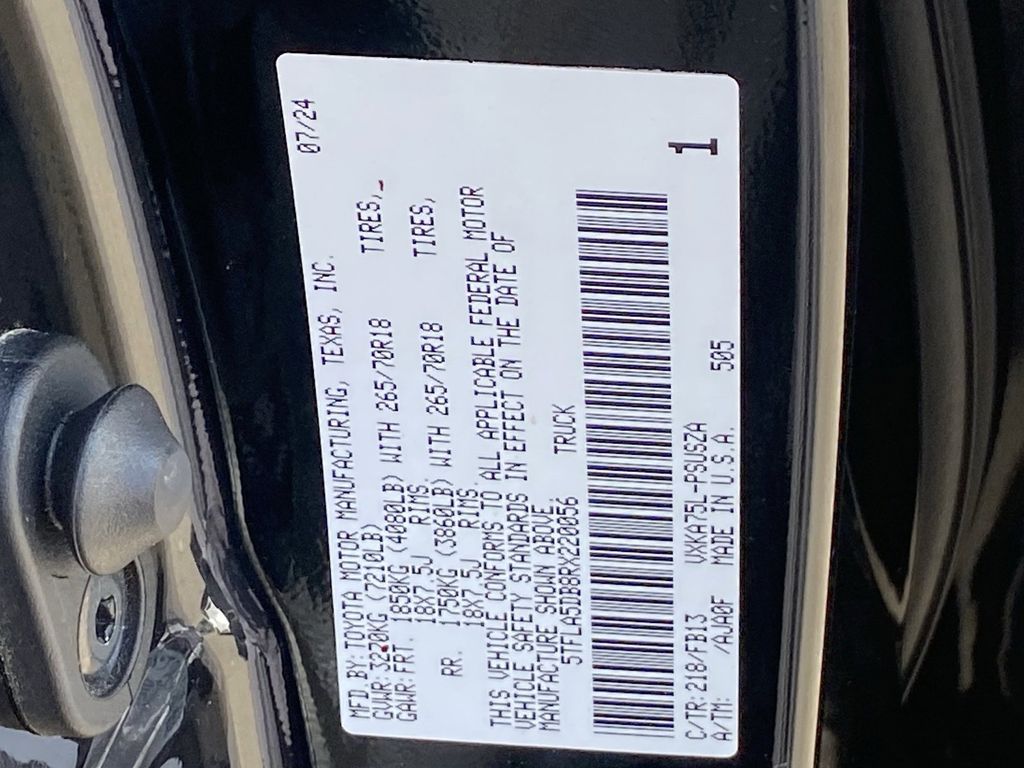 07/24
MFD.BY:TOYOTA MOTOR MANUFACTURING, TEXAS, INC.
GVWR:3270KG (7210LB)
GAWR:FRT. 1850KG (4080LB) WITH 265/70R18 TIRES,
18X7.5J RIMS,
RR. 1750KG (3860LB) WITH 265/70R18 TIRES,
18X7.5J RIMS.
THIS VEHICLE CONFORMS TO ALL APPLICABLE FEDERAL MOTOR
VEHICLE SAFETY STANDARDS IN EFFECT ON THE DATE OF
MANUFACTURE SHOWN ABOVE.
5TFLA5DB8RX220056 TRUCK
1
C/TR:218/FB13 VXKA75L-PSUSZA
A/TM: /AJA0F MADE IN U.S.A. 505